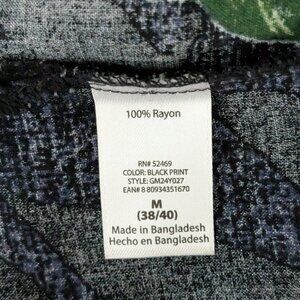 100% Rayon
RN# 52469
COLOR: BLACK PRINT
STYLE: GM24Y027
EAN# 8 80934351670
M
(38/40)
Made in Bangladesh
Hecho en Bangladesh